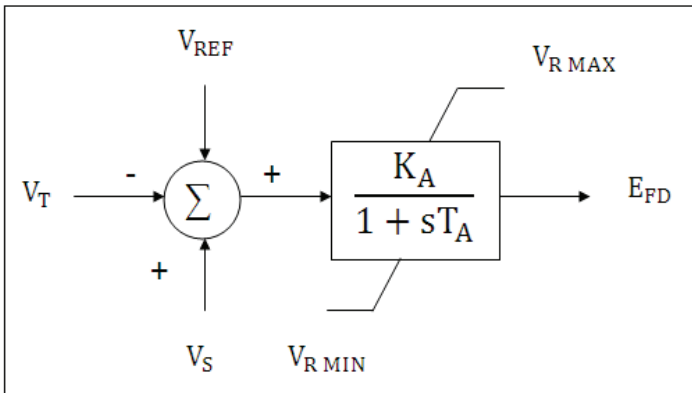 V_REF
V_R MAX
-
+
K_A
V_T
∑
E_FD
1 + sT_A
+
V_S
V_R MIN